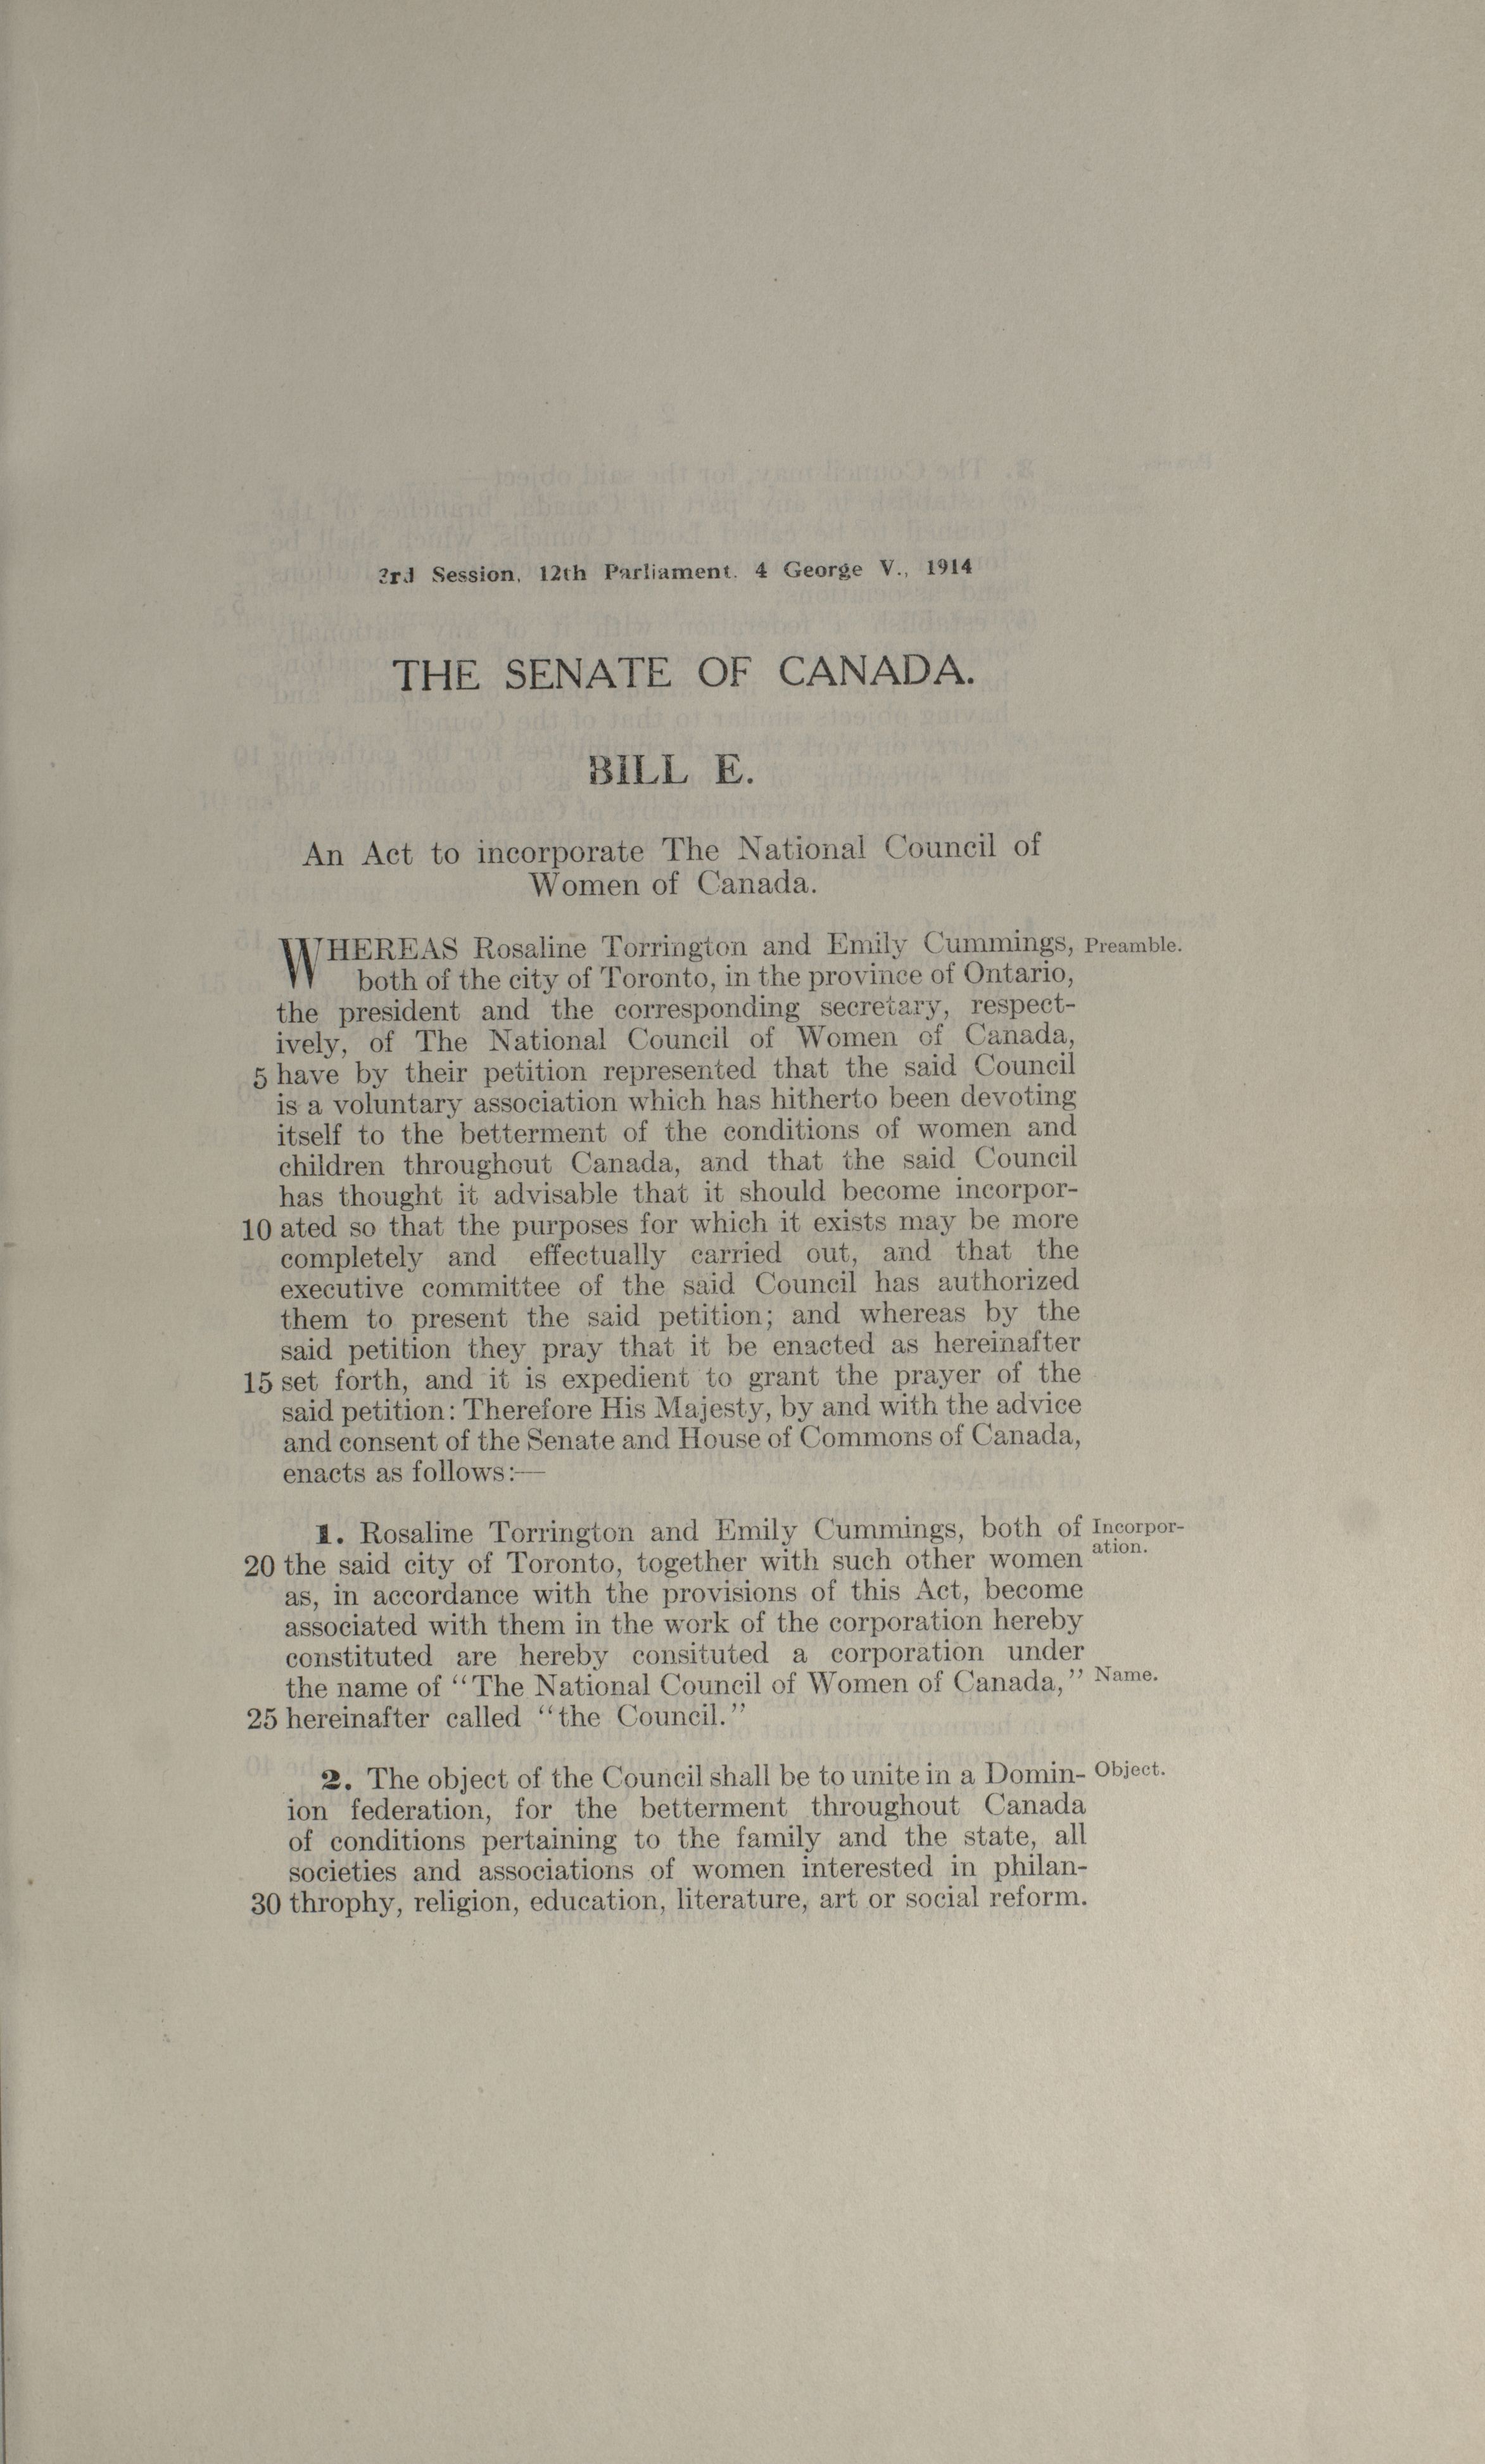 3rd Session, 12th Parliament, 4 George V., 1914
THE SENATE OF CANADA.
BILL E.
An Act to incorporate The National Council of
Women of Canada.
WHEREAS Rosaline Torrington and Emily Cummings, Preamble.
both of the city of Toronto, in the province of Ontario,
the president and the corresponding secretary, respect-
ively, of The National Council of Women of Canada,
5 have by their petition represented that the said Council
is a voluntary association which has hitherto been devoting
itself to the betterment of the conditions of women and
children throughout Canada, and that the said Council
has thought it advisable that it should become incorpor-
10 ated so that the purposes for which it exists may be more
completely and effectually carried out, and that the
executive committee of the said Council has authorized
them to present the said petition; and whereas by the
said petition they pray that it be enacted as hereinafter
15 set forth, and it is expedient to grant the prayer of the
said petition: Therefore His Majesty, by and with the advice
and consent of the Senate and House of Commons of Canada,
enacts as follows:—
1. Rosaline Torrington and Emily Cummings, both of Incorpor-
20 the said city of Toronto, together with such other women ation.
as, in accordance with the provisions of this Act, become
associated with them in the work of the corporation hereby
constituted are hereby consituted a corporation under
the name of "The National Council of Women of Canada," Name.
25 hereinafter called "the Council."
2. The object of the Council shall be to unite in a Domin- Object.
ion federation, for the betterment throughout Canada
of conditions pertaining to the family and the state, all
societies and associations of women interested in philan-
30 throphy, religion, education, literature, art or social reform.